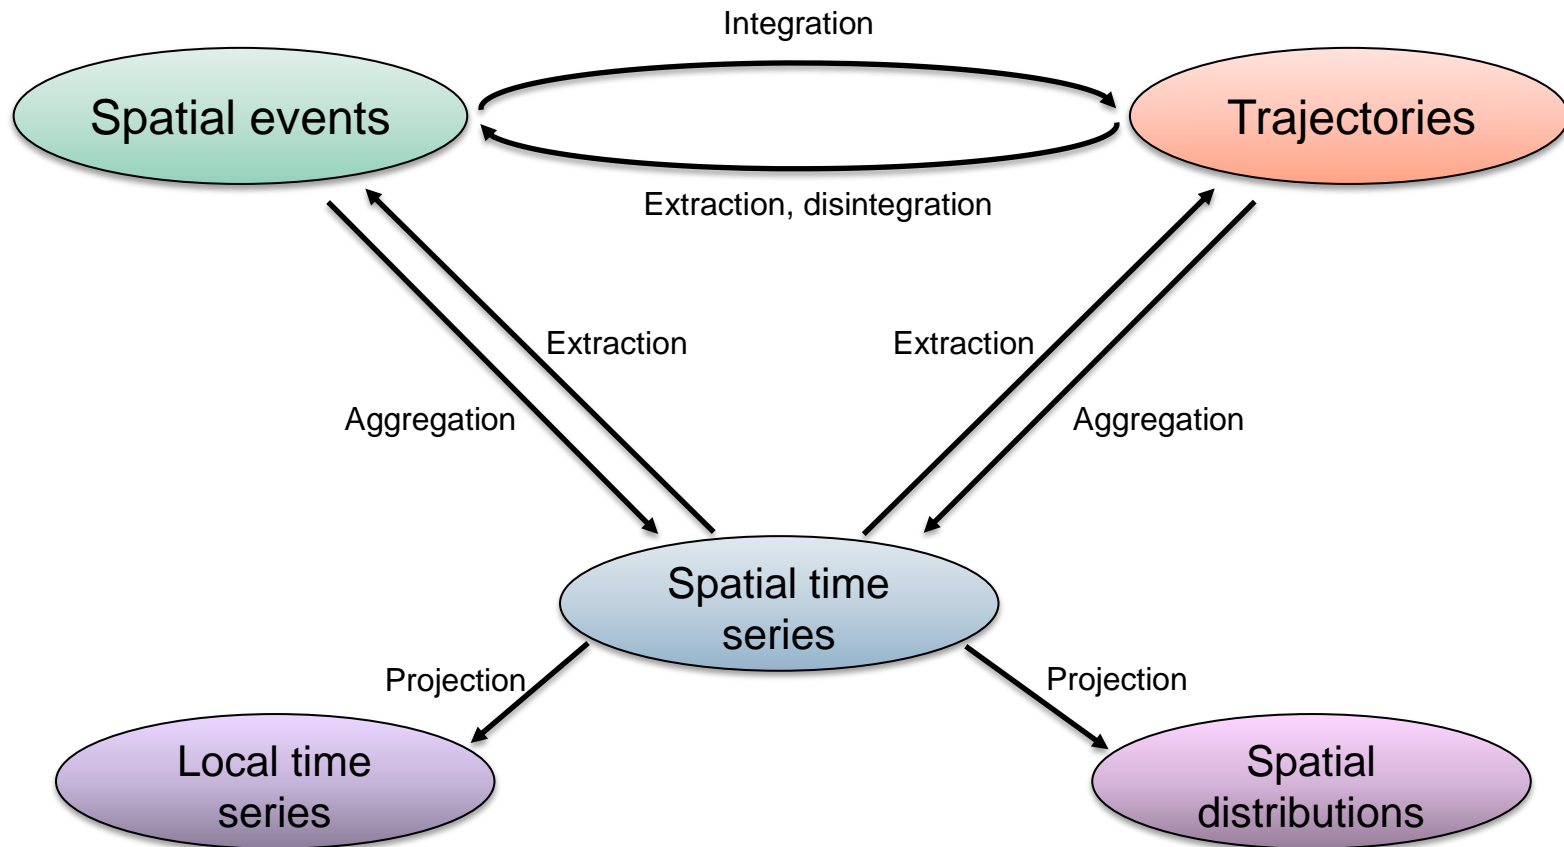 Integration
Spatial events
Trajectories
Extraction, disintegration
Extraction
Extraction
Aggregation
Aggregation
Spatial time
series
Projection
Projection
Local time
series
Spatial
distributions